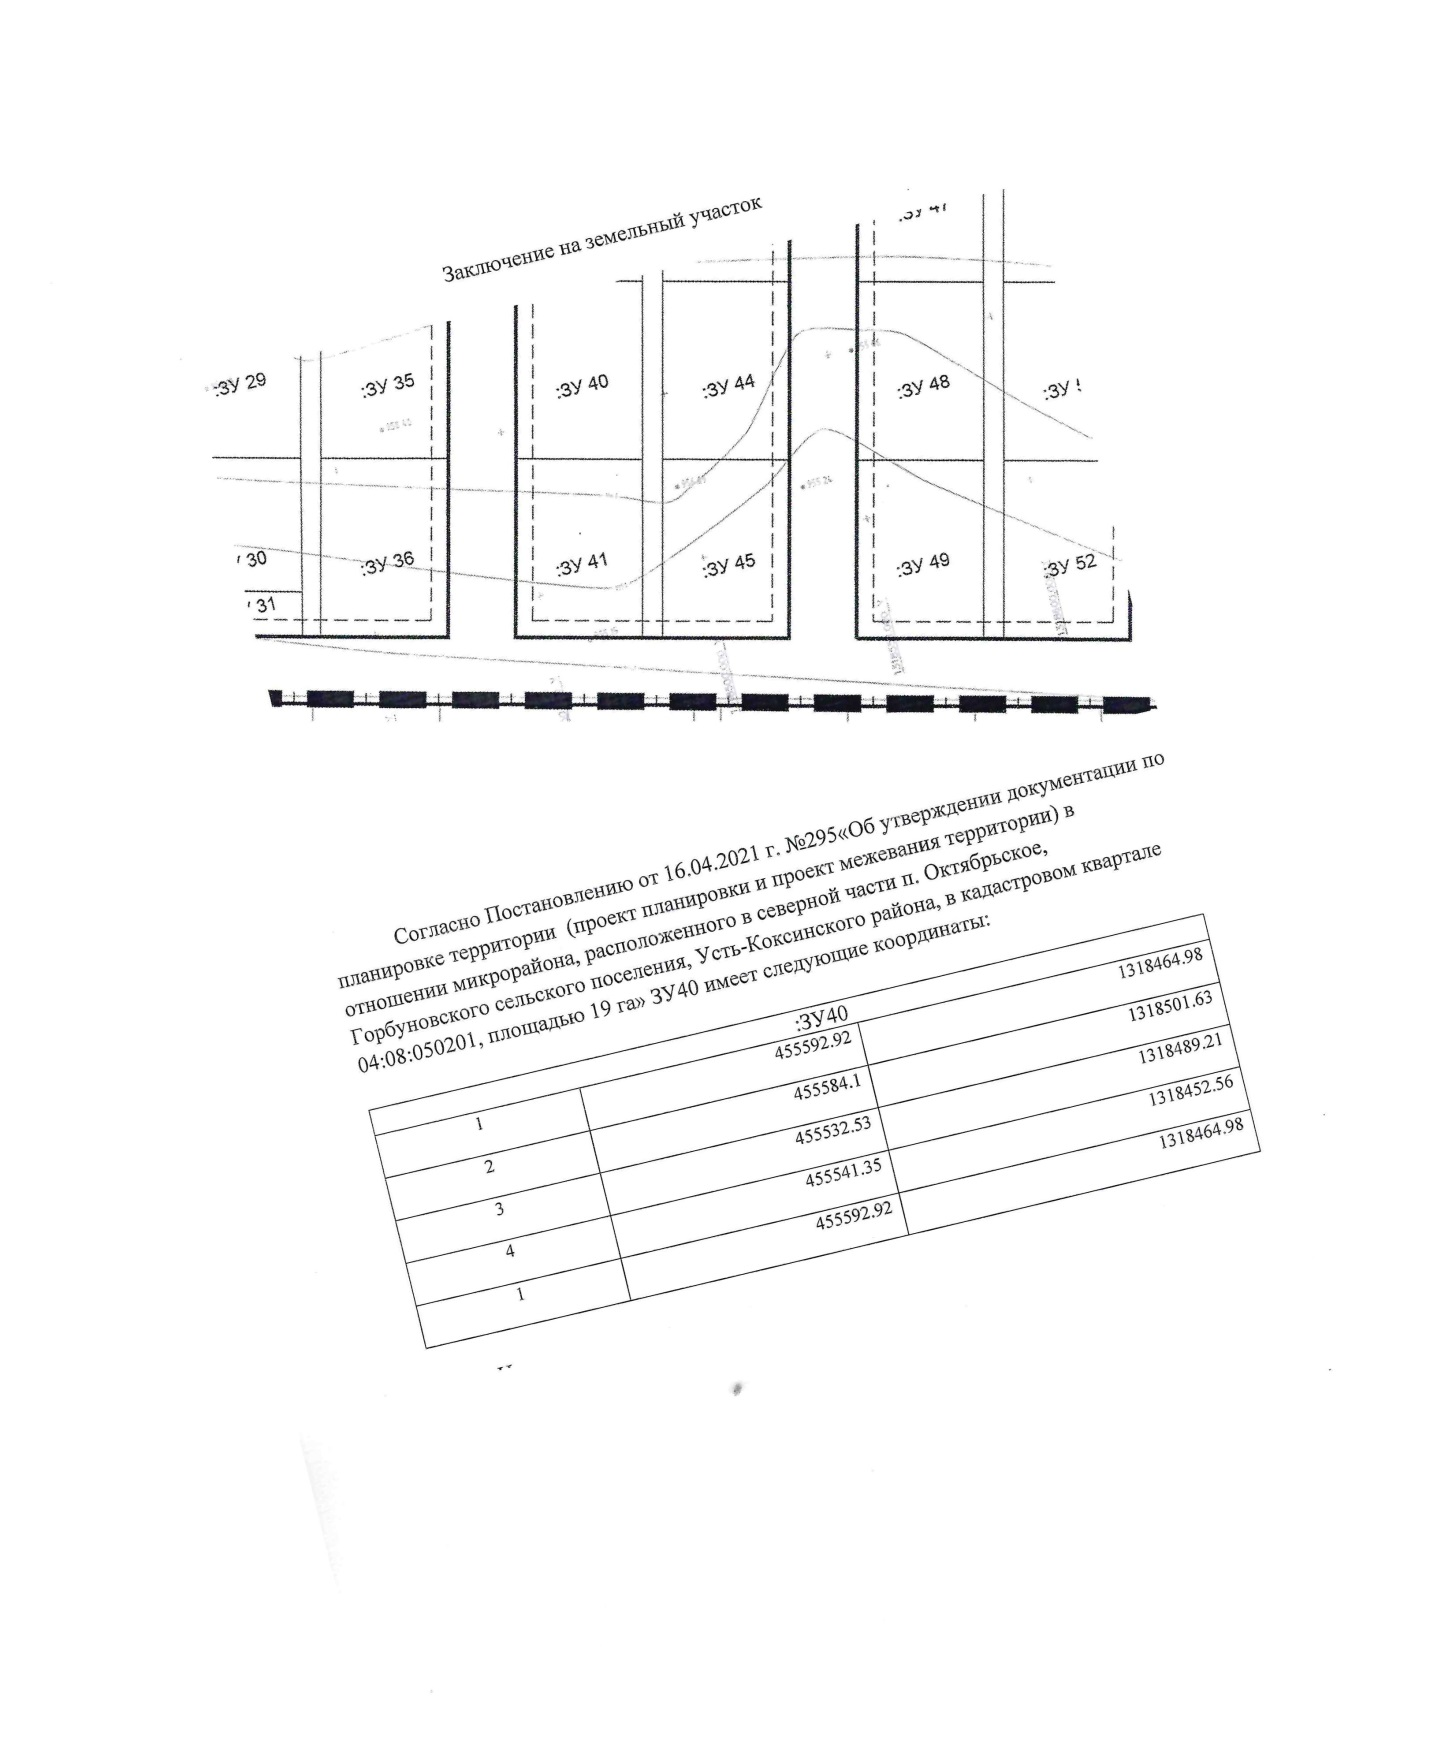 Заключение на земельный участок
:ЗУ 29
:ЗУ 35
:ЗУ 40
:ЗУ 44
:ЗУ 48
:ЗУ
30
:ЗУ 36
:ЗУ 41
:ЗУ 45
:ЗУ 49
:ЗУ 52
31
Согласно Постановлению от 16.04.2021 г. №295«Об утверждении документации по
планировке территории (проект планировки и проект межевания территории) в
отношении микрорайона, расположенного в северной части п. Октябрьское,
Горбуновского сельского поселения, Усть-Коксинского района, в кадастровом квартале
04:08:050201, площадью 19 га» ЗУ40 имеет следующие координаты:
:ЗУ40
1 455592.92 1318464.98
2 455584.1 1318501.63
3 455532.53 1318489.21
4 455541.35 1318452.56
1 455592.92 1318464.98